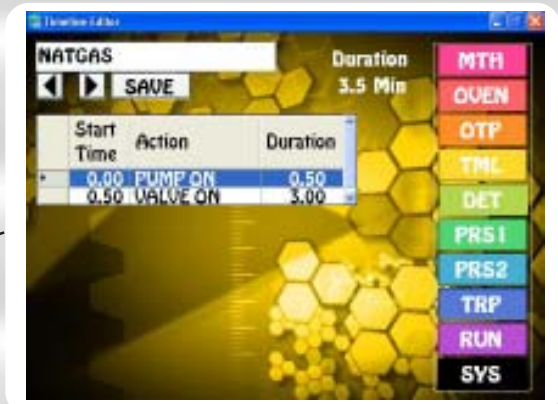 Timeline Editor
NATGAS
Duration
3.5 Min
SAVE
Start Time Action Duration
0.00 PUMP ON 0.50
0.50 VALVE ON 3.00
MTH
OVEN
OTP
TML
DET
PRS1
PRS2
TRP
RUN
SYS